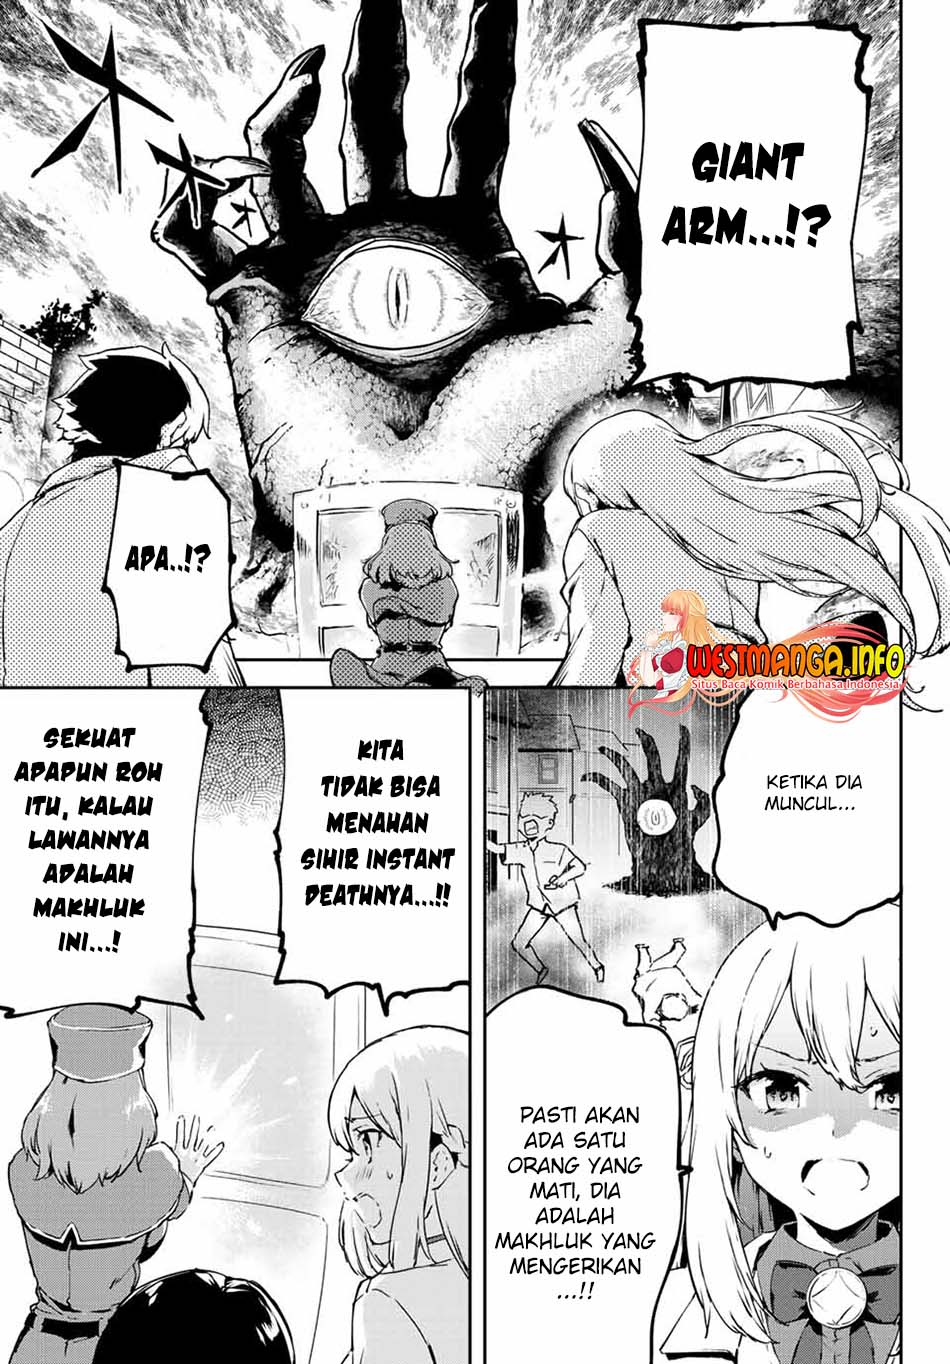 GIANT
ARM...!?
APA..!?
WESTMANGA.INFO
Situs Baca Komik Berbahasa Indonesia
KETIKA DIA
MUNCUL...
PASTI AKAN
ADA SATU
ORANG YANG
MATI, DIA
ADALAH
MAKHLUK YANG
MENGERIKAN
...!!
KITA
TIDAK BISA
MENAHAN
SIHIR INSTANT
DEATHNYA...!!
SEKUAT
APAPUN ROH
ITU, KALAU
LAWANNYA
ADALAH
MAKHLUK
INI...!